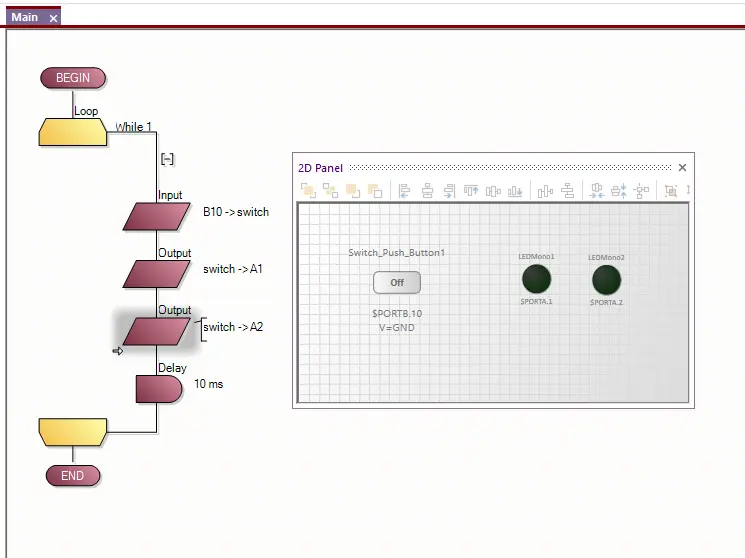 Main
BEGIN
Loop
While 1
Input
B10 -> switch
Output
switch -> A1
Output
switch -> A2
Delay
10 ms
END
2D Panel
Switch_Push_Button1
Off
$PORTB.10
V=GND
LEDMono1
$PORTA.1
LEDMono2
$PORTA.2